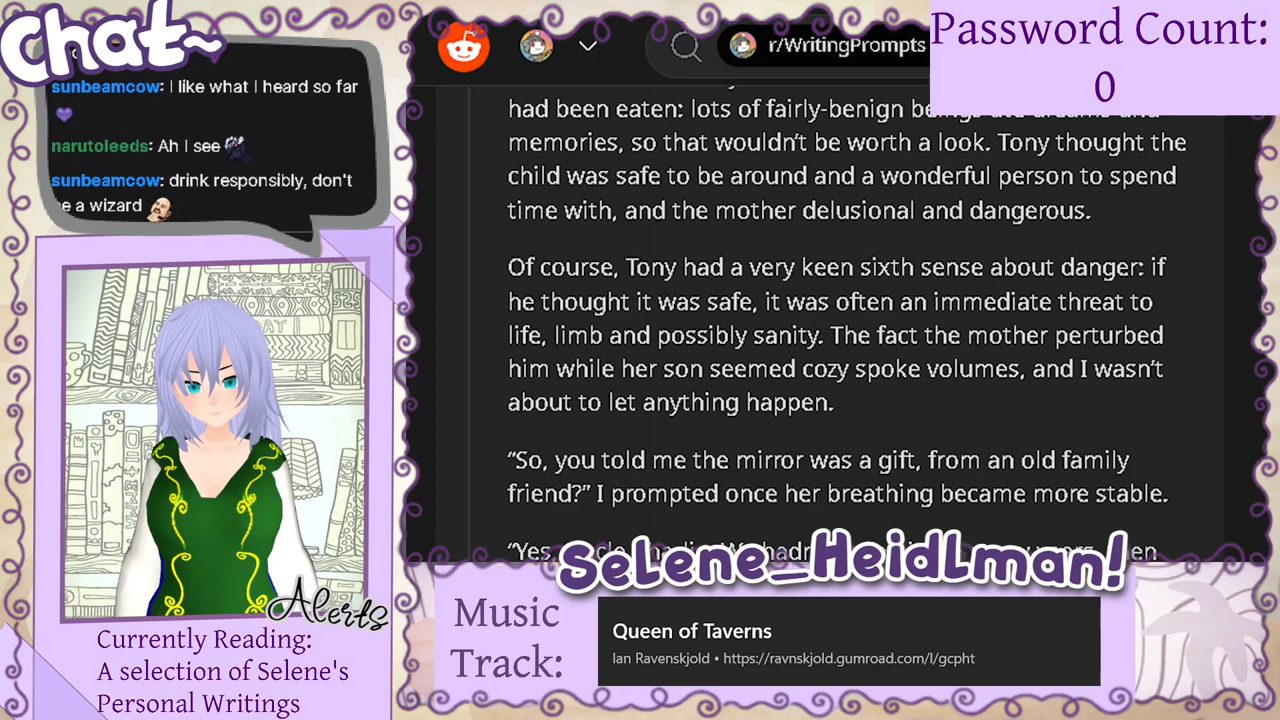 Chat~
sunbeamcow: I like what I heard so far
narutoleeds: Ah I see
sunbeamcow: drink responsibly, don't
be a wizard
Alerts
Currently Reading:
A selection of Selene's
Personal Writings
r/WritingPrompts
Password Count:
0
had been eaten: lots of fairly-benign
memories, so that wouldn't be worth a look. Tony thought the
child was safe to be around and a wonderful person to spend
time with, and the mother delusional and dangerous.
Of course, Tony had a very keen sixth sense about danger: if
he thought it was safe, it was often an immediate threat to
life, limb and possibly sanity. The fact the mother perturbed
him while her son seemed cozy spoke volumes, and I wasn't
about to let anything happen.
“So, you told me the mirror was a gift, from an old family
friend?” I prompted once her breathing became more stable.
“Yes,
Selene_Heidlman!
Music
Track:
Queen of Taverns
Ian Ravenskjold • https://ravnskjold.gumroad.com/l/gcpht